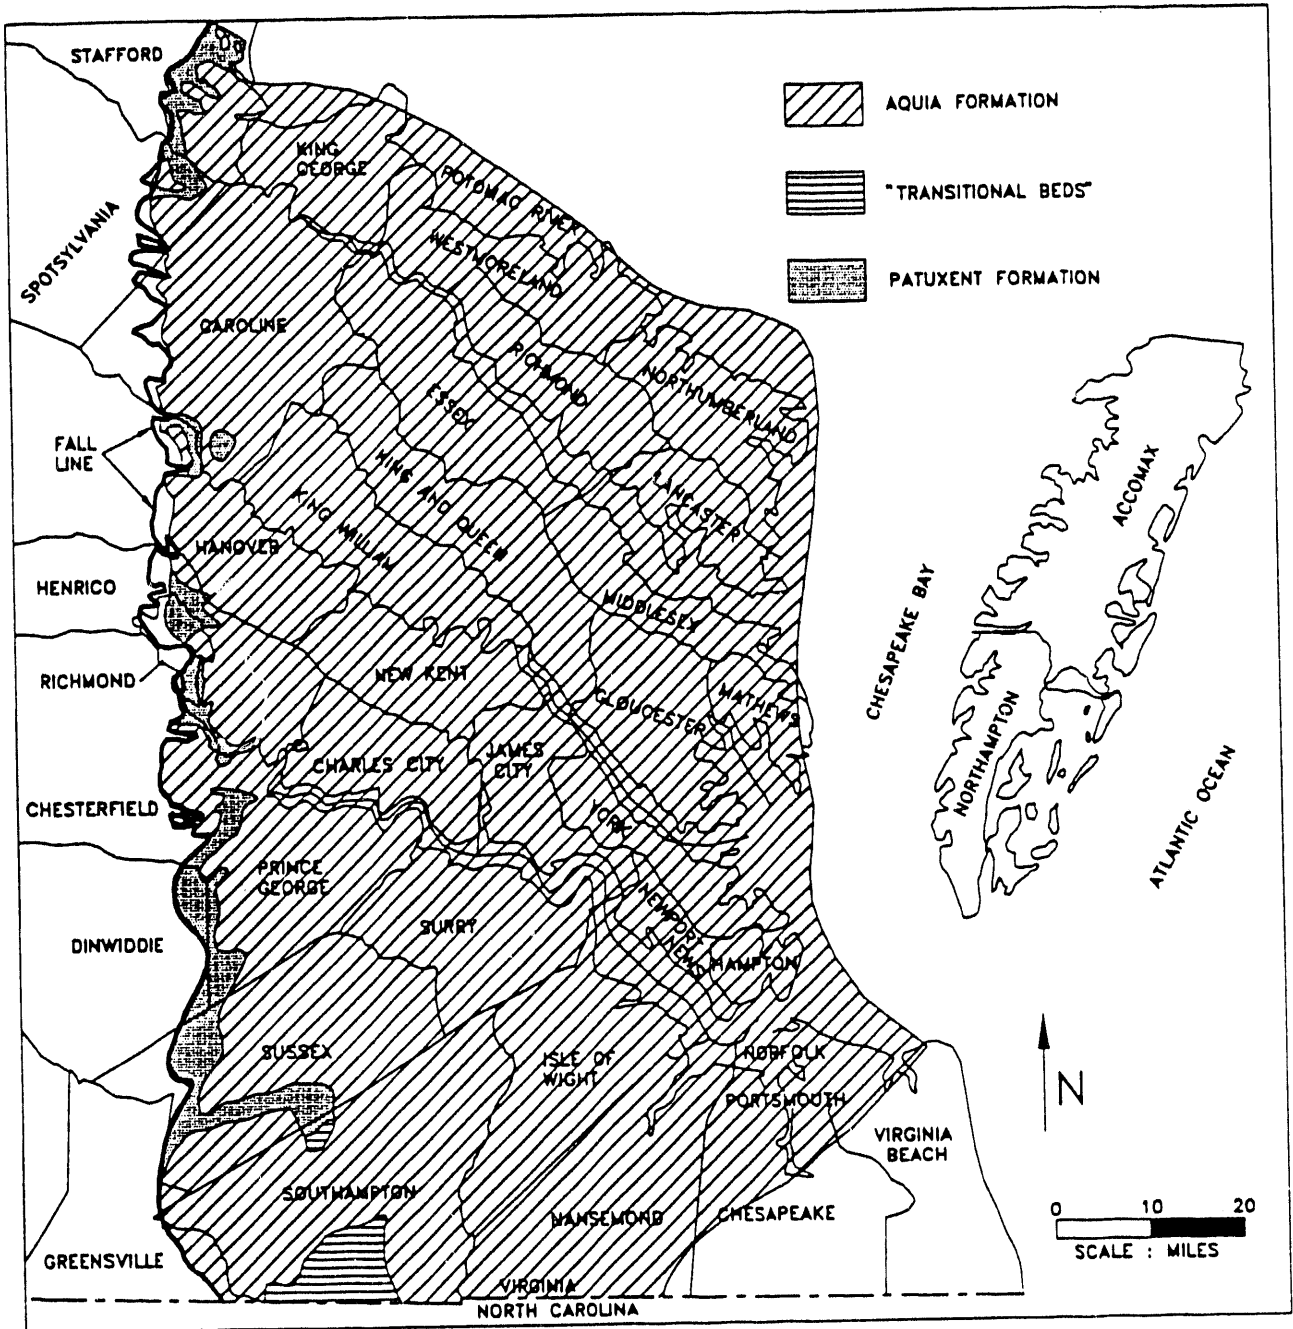 STAFFORD
AQUIA FORMATION
KING
GEORGE
POTOMAC RIVER
"TRANSITIONAL BEDS"
SPOTSYLVANIA
WESTMORELAND
PATUXENT FORMATION
CAROLINE
RICHMOND
NORTHUMBERLAND
ESSEX
FALL
LINE
KING AND QUEEN
LANCASTER
ACCOMAX
KING WILLIAM
HANOVER
HENRICO
MIDDLESEX
CHESAPEAKE BAY
RICHMOND
NEW KENT
GLOUCESTER
MATHEWS
JAMES
CITY
CHARLES CITY
NORTHAMPTON
CHESTERFIELD
YORK
ATLANTIC OCEAN
PRINCE
GEORGE
NEWPORT
NEWS
SURRY
DINWIDDIE
HAMPTON
SUSSEX
ISLE OF
WIGHT
NORFOLK
PORTSMOUTH
N
VIRGINIA
BEACH
SOUTHAMPTON
NANSEMOND
CHESAPEAKE
0 10 20
SCALE : MILES
GREENSVILLE
VIRGINIA
NORTH CAROLINA